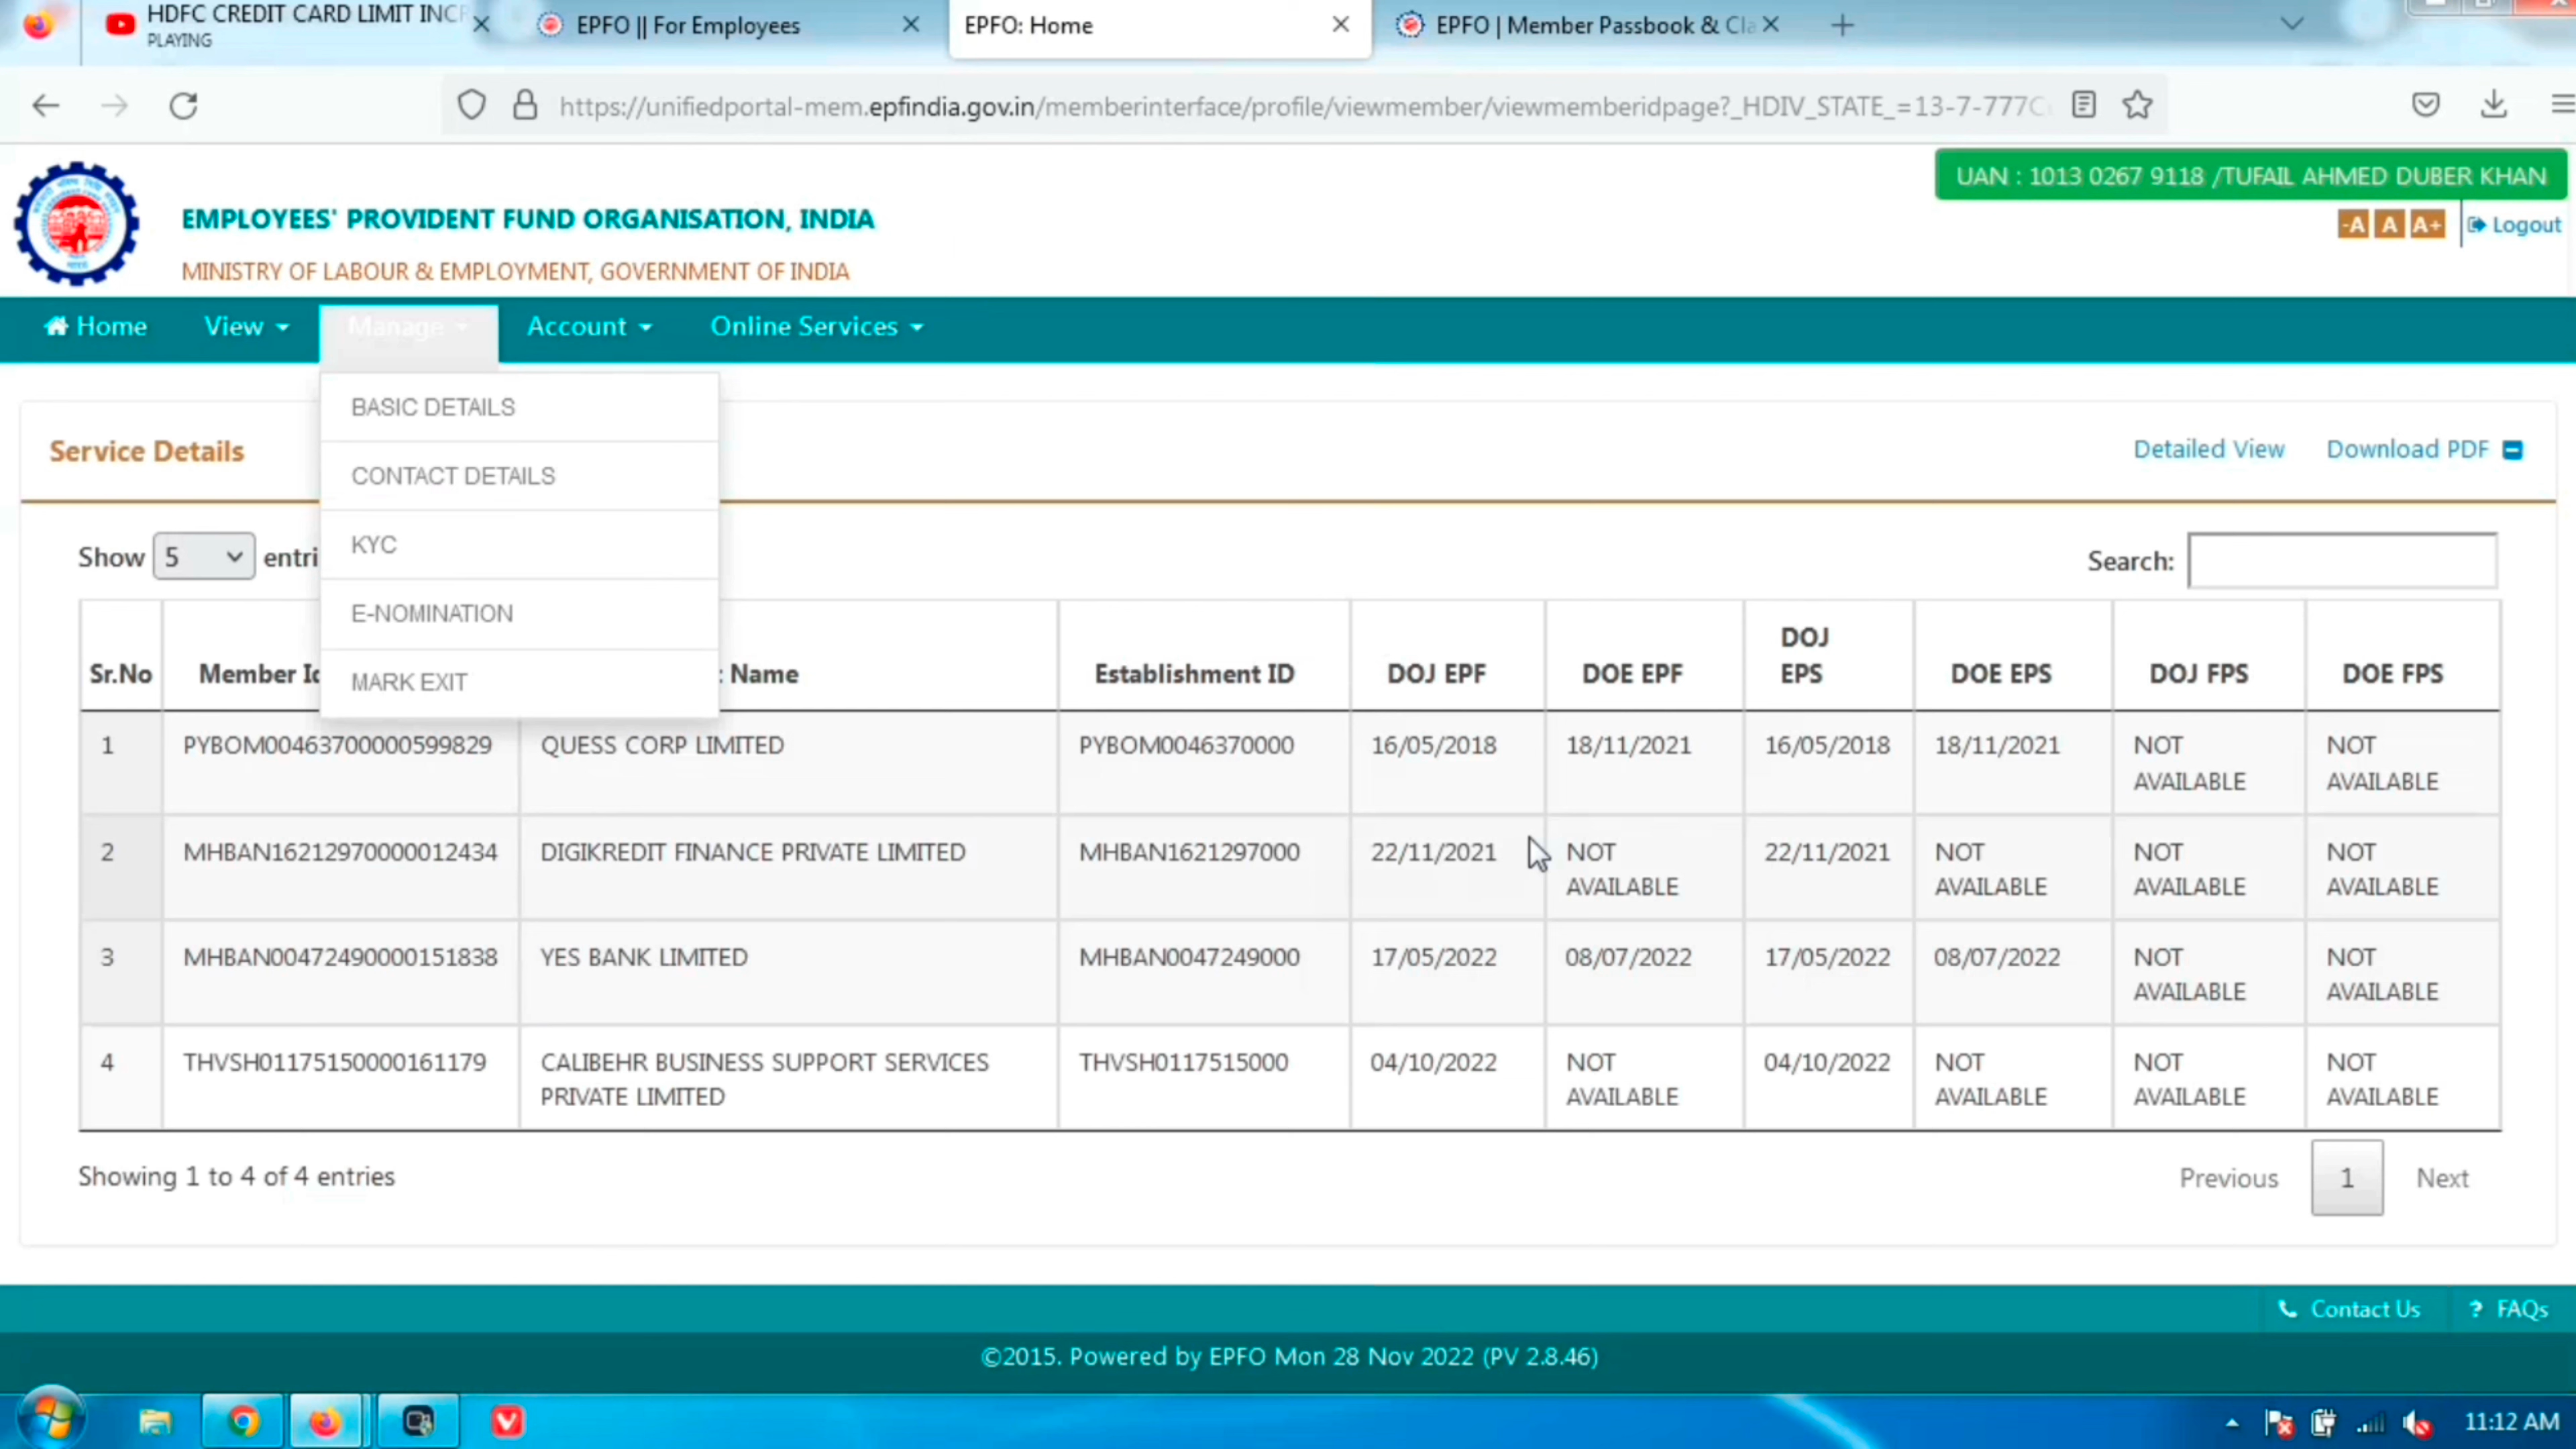 HDFC CREDIT CARD LIMIT INCR
PLAYING
EPFO || For Employees
EPFO: Home
EPFO | Member Passbook & Cla
https://unifiedportal-mem.epfindia.gov.in/memberinterface/profile/viewmember/viewmemberidpage?_HDIV_STATE_=13-7-777C
UAN : 1013 0267 9118 /TUFAIL AHMED DUBER KHAN
EMPLOYEES' PROVIDENT FUND ORGANISATION, INDIA
-A A A+ Logout
MINISTRY OF LABOUR & EMPLOYMENT, GOVERNMENT OF INDIA
Home View Manage Account Online Services
BASIC DETAILS
CONTACT DETAILS
KYC
E-NOMINATION
MARK EXIT
Service Details Detailed View Download PDF
Show 5 entri Search:
Sr.No Member Id : Name Establishment ID DOJ EPF DOE EPF DOJ EPS DOE EPS DOJ FPS DOE FPS
1 PYBOM00463700000599829 QUESS CORP LIMITED PYBOM0046370000 16/05/2018 18/11/2021 16/05/2018 18/11/2021 NOT NOT
AVAILABLE AVAILABLE
2 MHBAN16212970000012434 DIGIKREDIT FINANCE PRIVATE LIMITED MHBAN1621297000 22/11/2021 NOT 22/11/2021 NOT NOT NOT
AVAILABLE AVAILABLE AVAILABLE AVAILABLE
3 MHBAN00472490000151838 YES BANK LIMITED MHBAN0047249000 17/05/2022 08/07/2022 17/05/2022 08/07/2022 NOT NOT
AVAILABLE AVAILABLE
4 THVSH01175150000161179 CALIBEHR BUSINESS SUPPORT SERVICES THVSH0117515000 04/10/2022 NOT 04/10/2022 NOT NOT NOT
PRIVATE LIMITED AVAILABLE AVAILABLE AVAILABLE AVAILABLE
Showing 1 to 4 of 4 entries Previous 1 Next
Contact Us ? FAQs
©2015. Powered by EPFO Mon 28 Nov 2022 (PV 2.8.46)
11:12 AM